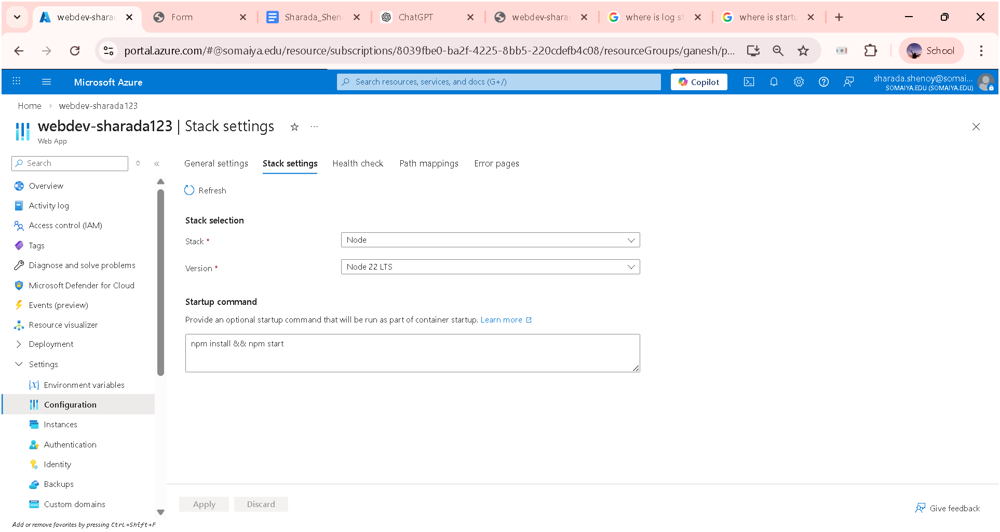 webdev-shara
Form
Sharada_Shen
ChatGPT
webdev-shara
where is log st
where is startu
portal.azure.com/#@somaiya.edu/resource/subscriptions/8039fbe0-ba2f-4225-8bb5-220cdefb4c08/resourceGroups/ganesh/p...
School
Microsoft Azure
Search resources, services, and docs (G+/)
Copilot
sharada.shenoy@somai...
SOMAIYA.EDU (SOMAIYA.EDU)
Home > webdev-sharada123
webdev-sharada123 | Stack settings
Web App
Search
General settings
Stack settings
Health check
Path mappings
Error pages
Refresh
Overview
Activity log
Access control (IAM)
Tags
Diagnose and solve problems
Microsoft Defender for Cloud
Events (preview)
Resource visualizer
Deployment
Settings
Environment variables
Configuration
Instances
Authentication
Identity
Backups
Custom domains
Stack selection
Stack *
Node
Version *
Node 22 LTS
Startup command
Provide an optional startup command that will be run as part of container startup. Learn more
npm install && npm start
Apply
Discard
Give feedback
Add or remove favorites by pressing Ctrl+Shift+F